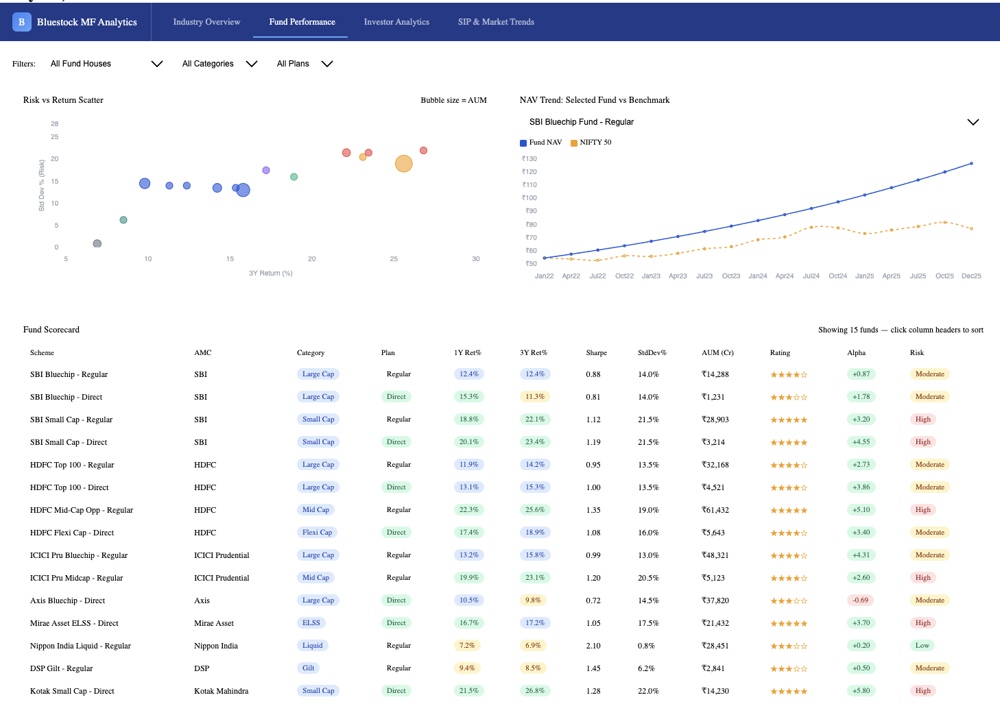 B Bluestock MF Analytics Industry Overview Fund Performance Investor Analytics SIP & Market Trends
Filters: All Fund Houses All Categories All Plans
Risk vs Return Scatter Bubble size = AUM
28
25
20
15
10
5
0
Std Dev % (Risk)
5 10 15 20 25 30
3Y Return (%)
NAV Trend: Selected Fund vs Benchmark
SBI Bluechip Fund - Regular
Fund NAV NIFTY 50
₹130
₹120
₹110
₹100
₹90
₹80
₹70
₹60
₹50
Jan22 Apr22 Jul22 Oct22 Jan23 Apr23 Jul23 Oct23 Jan24 Apr24 Jul24 Oct24 Jan25 Apr25 Jul25 Oct25 Dec25
Fund Scorecard Showing 15 funds — click column headers to sort
Scheme AMC Category Plan 1Y Ret% 3Y Ret% Sharpe StdDev% AUM (Cr) Rating Alpha Risk
SBI Bluechip - Regular SBI Large Cap Regular 12.4% 12.4% 0.88 14.0% ₹14,288 ★★★★☆ +0.87 Moderate
SBI Bluechip - Direct SBI Large Cap Direct 15.3% 11.3% 0.81 14.0% ₹1,231 ★★★☆☆ +1.78 Moderate
SBI Small Cap - Regular SBI Small Cap Regular 18.8% 22.1% 1.12 21.5% ₹28,903 ★★★★★ +3.20 High
SBI Small Cap - Direct SBI Small Cap Direct 20.1% 23.4% 1.19 21.5% ₹3,214 ★★★★★ +4.55 High
HDFC Top 100 - Regular HDFC Large Cap Regular 11.9% 14.2% 0.95 13.5% ₹32,168 ★★★★☆ +2.73 Moderate
HDFC Top 100 - Direct HDFC Large Cap Direct 13.1% 15.3% 1.00 13.5% ₹4,521 ★★★★☆ +3.86 Moderate
HDFC Mid-Cap Opp - Regular HDFC Mid Cap Regular 22.3% 25.6% 1.35 19.0% ₹61,432 ★★★★★ +5.10 High
HDFC Flexi Cap - Direct HDFC Flexi Cap Direct 17.4% 18.9% 1.08 16.0% ₹5,643 ★★★★☆ +3.40 Moderate
ICICI Pru Bluechip - Regular ICICI Prudential Large Cap Regular 13.2% 15.8% 0.99 13.0% ₹48,321 ★★★★☆ +4.31 Moderate
ICICI Pru Midcap - Regular ICICI Prudential Mid Cap Regular 19.9% 23.1% 1.20 20.5% ₹5,123 ★★★★☆ +2.60 High
Axis Bluechip - Direct Axis Large Cap Direct 10.5% 9.8% 0.72 14.5% ₹37,820 ★★★☆☆ -0.69 Moderate
Mirae Asset ELSS - Direct Mirae Asset ELSS Direct 16.7% 17.2% 1.05 17.5% ₹21,432 ★★★★★ +3.70 High
Nippon India Liquid - Regular Nippon India Liquid Regular 7.2% 6.9% 2.10 0.8% ₹28,451 ★★★☆☆ +0.20 Low
DSP Gilt - Regular DSP Gilt Regular 9.4% 8.5% 1.45 6.2% ₹2,841 ★★★☆☆ +0.50 Moderate
Kotak Small Cap - Direct Kotak Mahindra Small Cap Direct 21.5% 26.8% 1.28 22.0% ₹14,230 ★★★★★ +5.80 High